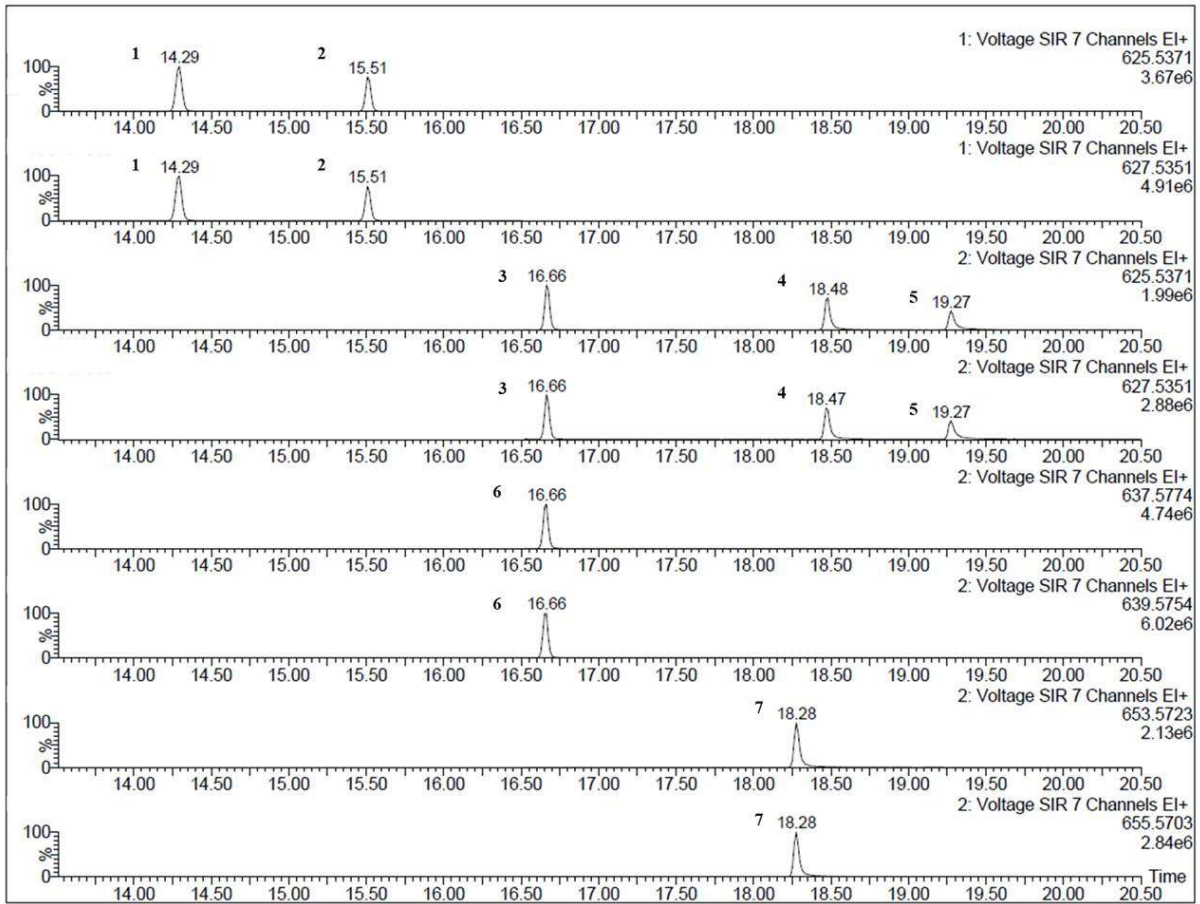 1: Voltage SIR 7 Channels EI+
625.5371
3.67e6
1 14.29 2 15.51
100
%
0
14.00 14.50 15.00 15.50 16.00 16.50 17.00 17.50 18.00 18.50 19.00 19.50 20.00 20.50
1: Voltage SIR 7 Channels EI+
627.5351
4.91e6
1 14.29 2 15.51
100
%
0
14.00 14.50 15.00 15.50 16.00 16.50 17.00 17.50 18.00 18.50 19.00 19.50 20.00 20.50
2: Voltage SIR 7 Channels EI+
625.5371
1.99e6
3 16.66 4 18.48 5 19.27
100
%
0
14.00 14.50 15.00 15.50 16.00 16.50 17.00 17.50 18.00 18.50 19.00 19.50 20.00 20.50
2: Voltage SIR 7 Channels EI+
627.5351
2.88e6
3 16.66 4 18.47 5 19.27
100
%
0
14.00 14.50 15.00 15.50 16.00 16.50 17.00 17.50 18.00 18.50 19.00 19.50 20.00 20.50
2: Voltage SIR 7 Channels EI+
637.5774
4.74e6
6 16.66
100
%
0
14.00 14.50 15.00 15.50 16.00 16.50 17.00 17.50 18.00 18.50 19.00 19.50 20.00 20.50
2: Voltage SIR 7 Channels EI+
639.5754
6.02e6
6 16.66
100
%
0
14.00 14.50 15.00 15.50 16.00 16.50 17.00 17.50 18.00 18.50 19.00 19.50 20.00 20.50
2: Voltage SIR 7 Channels EI+
653.5723
2.13e6
7 18.28
100
%
0
14.00 14.50 15.00 15.50 16.00 16.50 17.00 17.50 18.00 18.50 19.00 19.50 20.00 20.50
2: Voltage SIR 7 Channels EI+
655.5703
2.84e6
7 18.28
100
%
0
Time
14.00 14.50 15.00 15.50 16.00 16.50 17.00 17.50 18.00 18.50 19.00 19.50 20.00 20.50